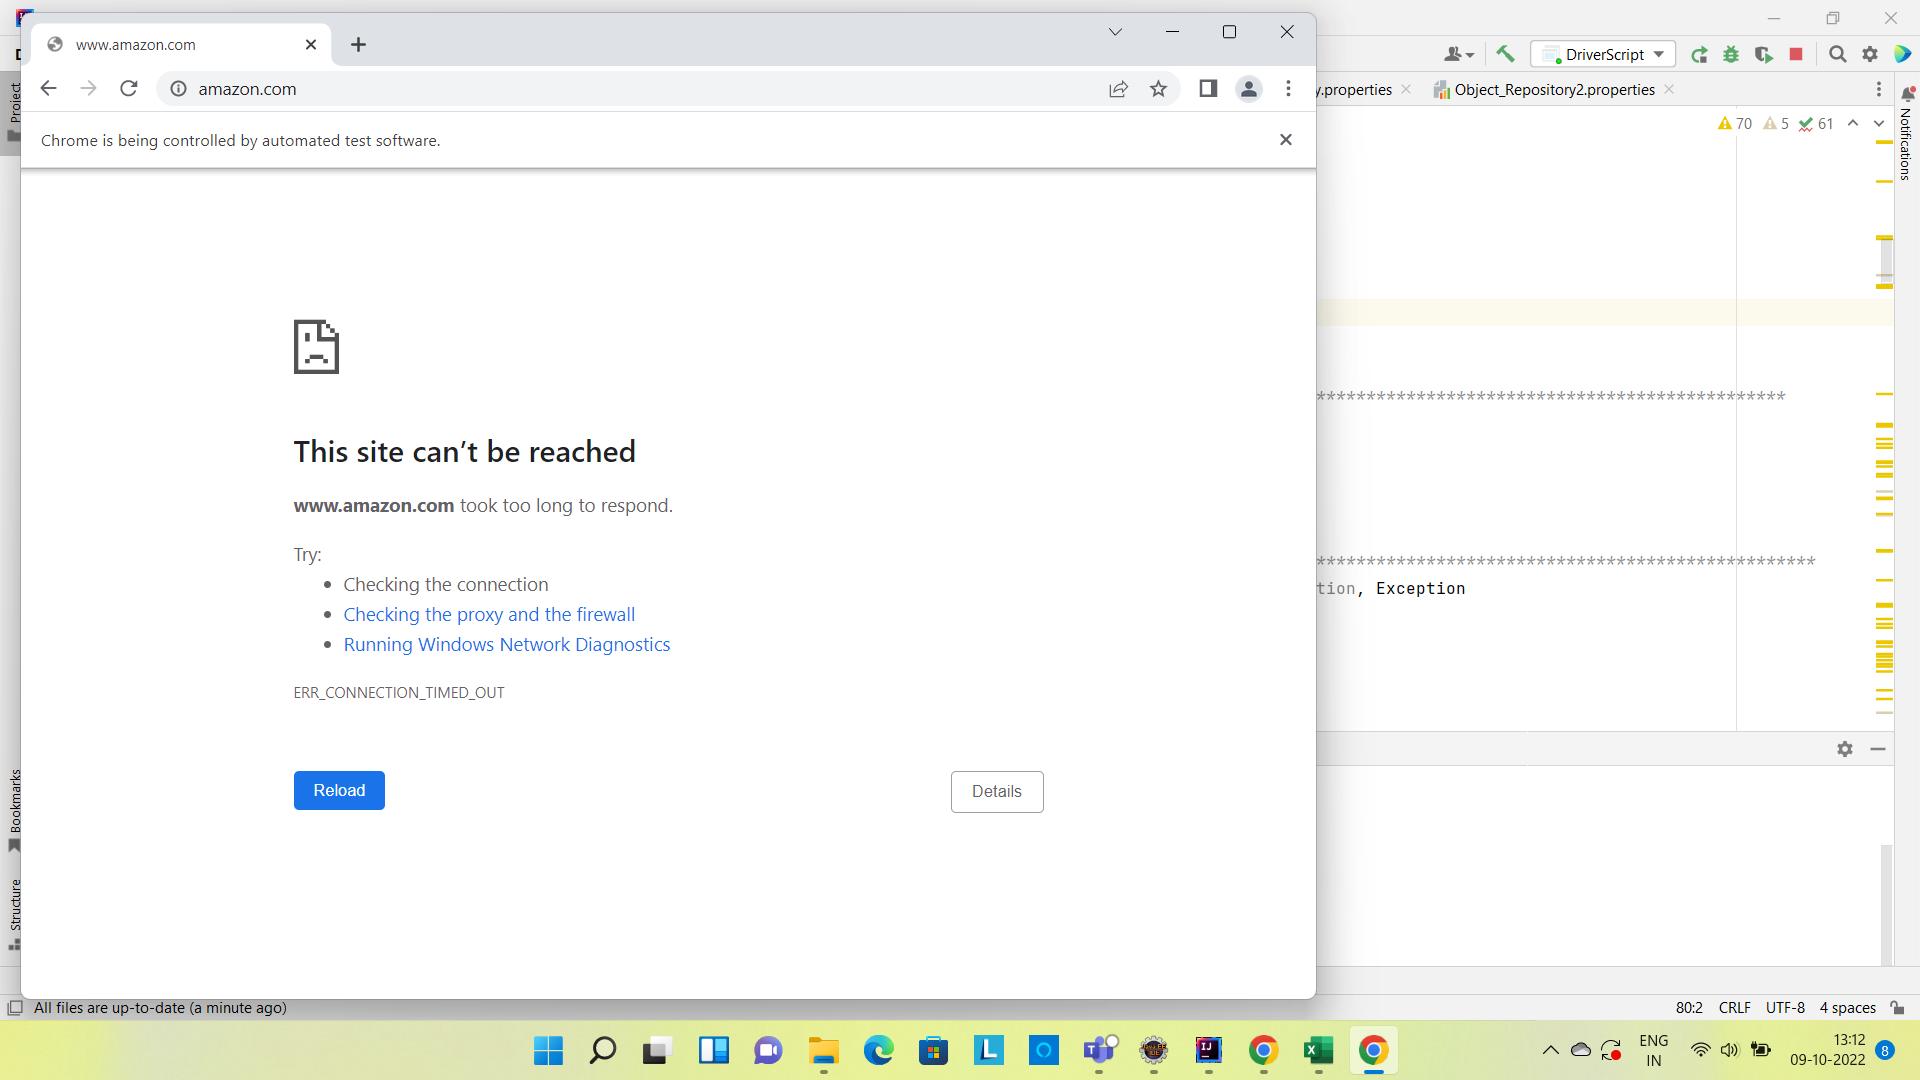 www.amazon.com
DriverScript
amazon.com
y.properties
Object_Repository2.properties
Project
Notifications
70 5 61
Chrome is being controlled by automated test software.
This site can’t be reached
www.amazon.com took too long to respond.
Try:
Checking the connection
Checking the proxy and the firewall
Running Windows Network Diagnostics
ERR_CONNECTION_TIMED_OUT
Reload
Details
***********************************************
**************************************************
tion, Exception
Bookmarks
Structure
All files are up-to-date (a minute ago)
80:2 CRLF UTF-8 4 spaces
ENG
IN
13:12
09-10-2022
8